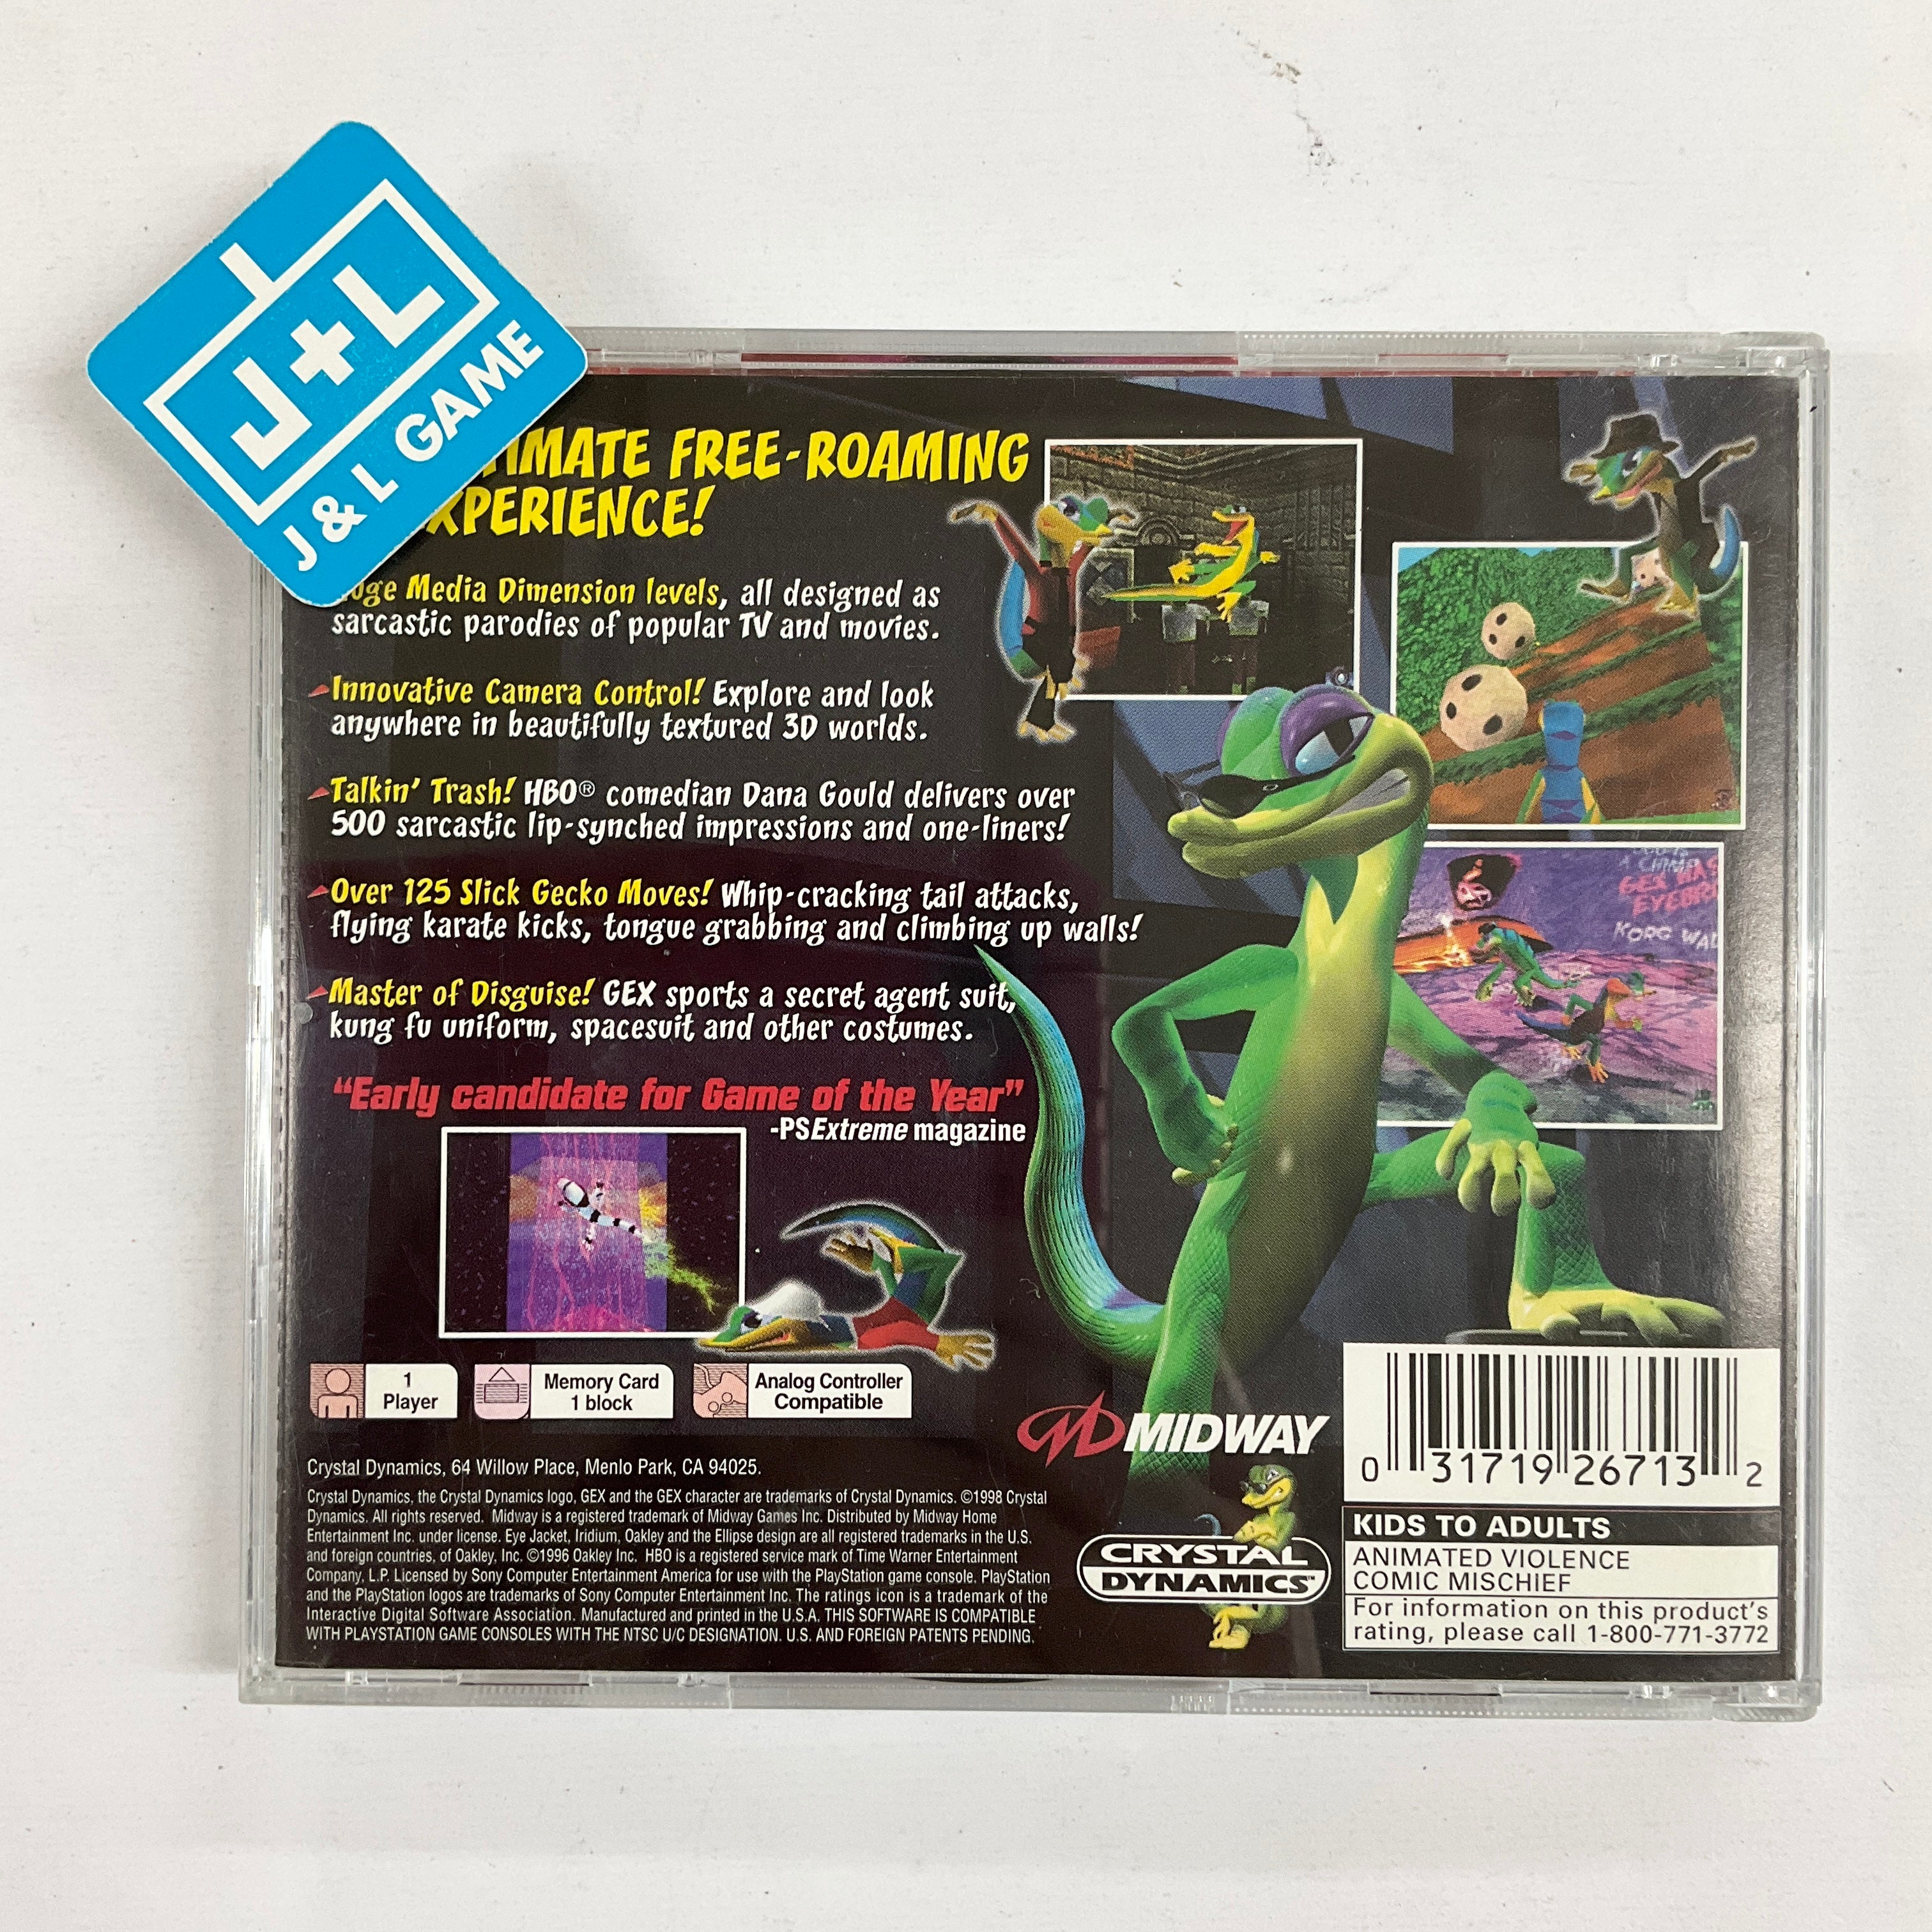 J+L
J & L GAME
FREE-ROAMING
Media Dimension levels, all designed as
sarcastic parodies of popular TV and movies.
Innovative Camera Control! Explore and look
anywhere in beautifully textured 3D worlds.
Talkin' Trash! HBO® comedian Dana Gould delivers over
500 sarcastic lip-synched impressions and one-liners!
Over 125 Slick Gecko Moves! Whip-cracking tail attacks,
flying karate kicks, tongue grabbing and climbing up walls!
Master of Disguise! GEX sports a secret agent suit,
kung fu uniform, spacesuit and other costumes.
"Early candidate for Game of the Year"
-PSExtreme magazine
1
Player
Memory Card
1 block
Analog Controller
Compatible
Crystal Dynamics, 64 Willow Place, Menlo Park, CA 94025.
Crystal Dynamics, the Crystal Dynamics logo, GEX and the GEX character are trademarks of Crystal Dynamics. ©1998 Crystal
Dynamics. All rights reserved. Midway is a registered trademark of Midway Games Inc. Distributed by Midway Home
Entertainment Inc. under license. Eye Jacket, Iridium, Oakley and the Ellipse design are all registered trademarks in the U.S.
and foreign countries, of Oakley, Inc. ©1996 Oakley Inc. HBO is a registered service mark of Time Warner Entertainment
Company, L.P. Licensed by Sony Computer Entertainment America for use with the PlayStation game console. PlayStation
and the PlayStation logos are trademarks of Sony Computer Entertainment Inc. The ratings icon is a trademark of the
Interactive Digital Software Association. Manufactured and printed in the U.S.A. THIS SOFTWARE IS COMPATIBLE
WITH PLAYSTATION GAME CONSOLES WITH THE NTSC U/C DESIGNATION. U.S. AND FOREIGN PATENTS PENDING.
MIDWAY
CRYSTAL
DYNAMICS™
0 31719 26713 2
KIDS TO ADULTS
ANIMATED VIOLENCE
COMIC MISCHIEF
For information on this product's
rating, please call 1-800-771-3772